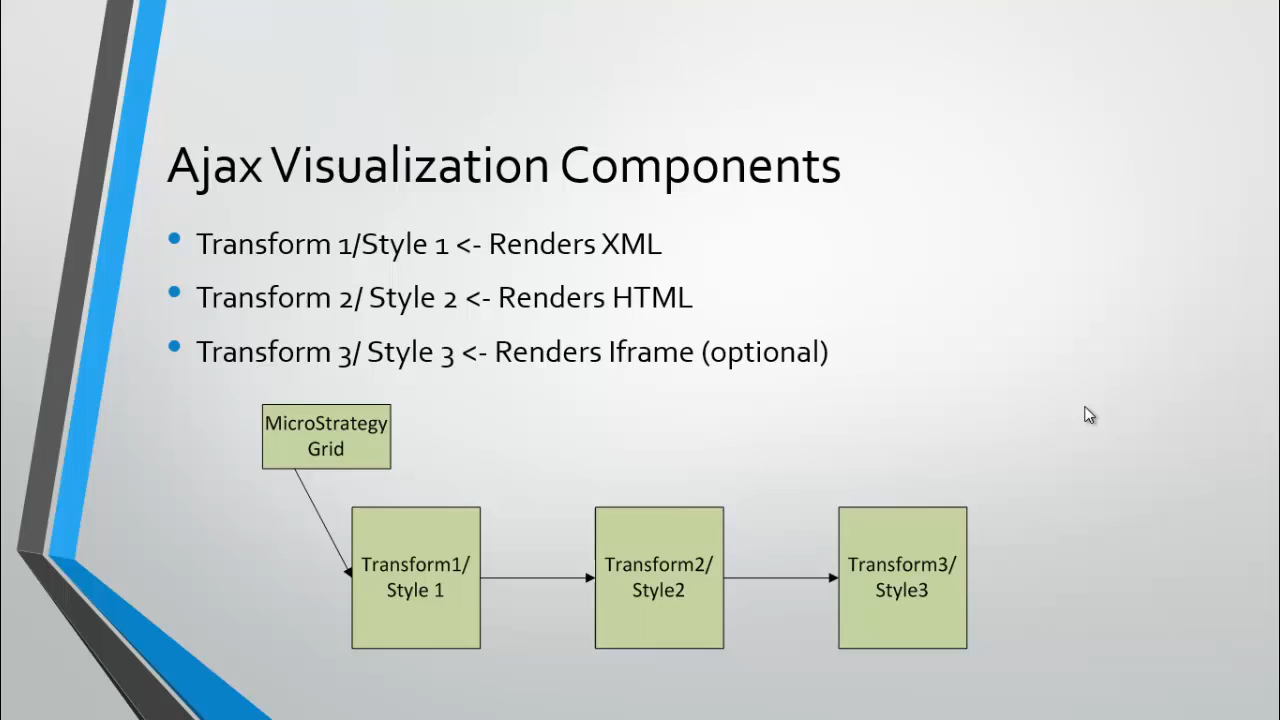 Ajax Visualization Components
• Transform 1/Style 1 <- Renders XML
• Transform 2/ Style 2 <- Renders HTML
• Transform 3/ Style 3 <- Renders Iframe (optional)
MicroStrategy
Grid
Transform1/
Style 1
Transform2/
Style2
Transform3/
Style3